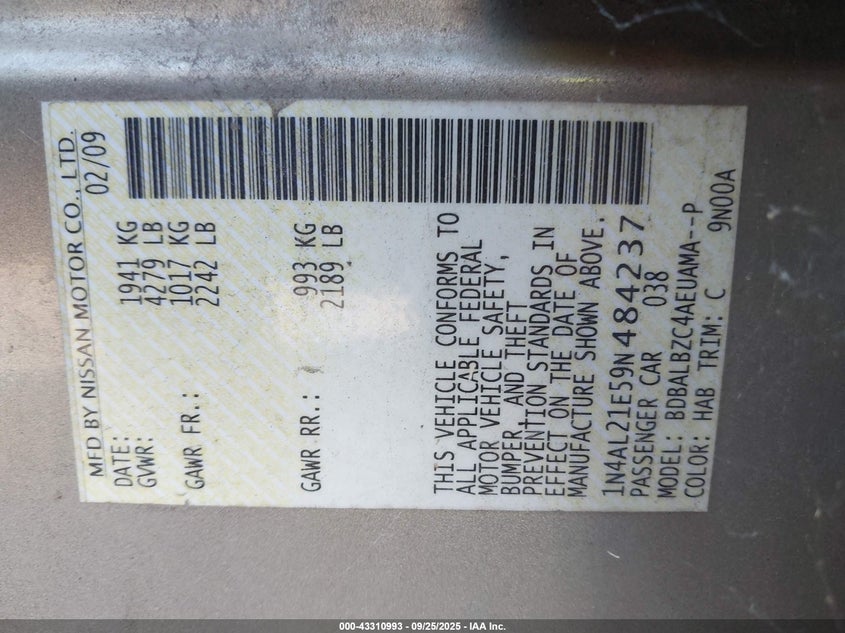 MFD BY NISSAN MOTOR CO., LTD.
DATE: 02/09
GVWR: 1941 KG
4279 LB
GAWR FR.: 1017 KG
2242 LB
GAWR RR.: 993 KG
2189 LB
THIS VEHICLE CONFORMS TO
ALL APPLICABLE FEDERAL
MOTOR VEHICLE SAFETY,
BUMPER, AND THEFT
PREVENTION STANDARDS IN
EFFECT ON THE DATE OF
MANUFACTURE SHOWN ABOVE.
1N4AL21E59N484237
PASSENGER CAR 038
MODEL: BDBALBZC4AEUAMA---P
COLOR: HAB TRIM: C 9N00A
000-43310993 - 09/25/2025 - IAA Inc.